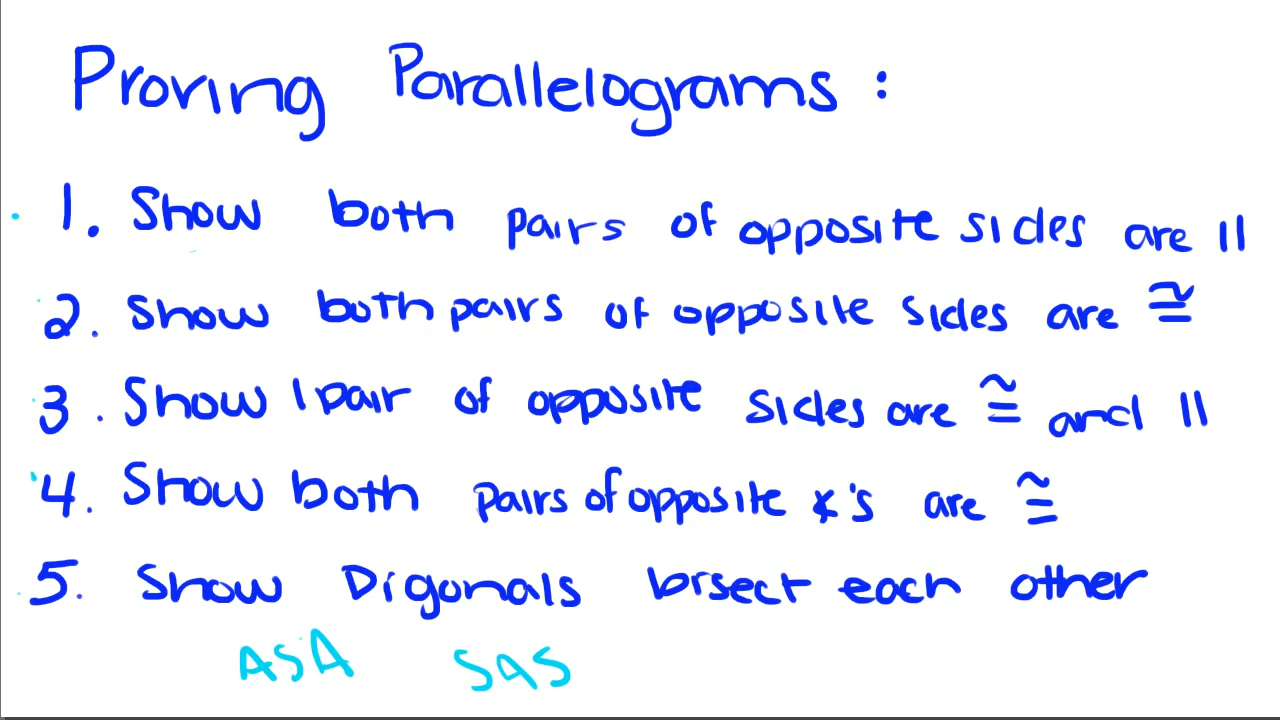 Proving Parallelograms:
1. Show both pairs of opposite sides are ||
2. Show both pairs of opposite sides are ≅
3. Show 1 pair of opposite sides are ≅ and ||
4. Show both pairs of opposite ∢'s are ≅
5. Show Digonals bisect each other
ASA SAS